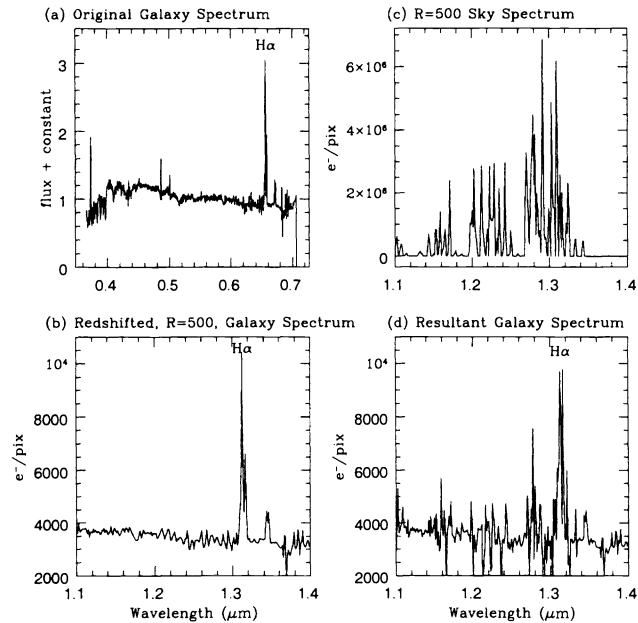 (a) Original Galaxy Spectrum
Hα
3
2
1
0
flux + constant
0.4 0.5 0.6 0.7
(c) R=500 Sky Spectrum
6×10⁶
4×10⁶
2×10⁶
0
e⁻/pix
1.1 1.2 1.3 1.4
(b) Redshifted, R=500, Galaxy Spectrum
Hα
10⁴
8000
6000
4000
2000
e⁻/pix
1.1 1.2 1.3 1.4
Wavelength (μm)
(d) Resultant Galaxy Spectrum
Hα
10⁴
8000
6000
4000
2000
e⁻/pix
1.1 1.2 1.3 1.4
Wavelength (μm)